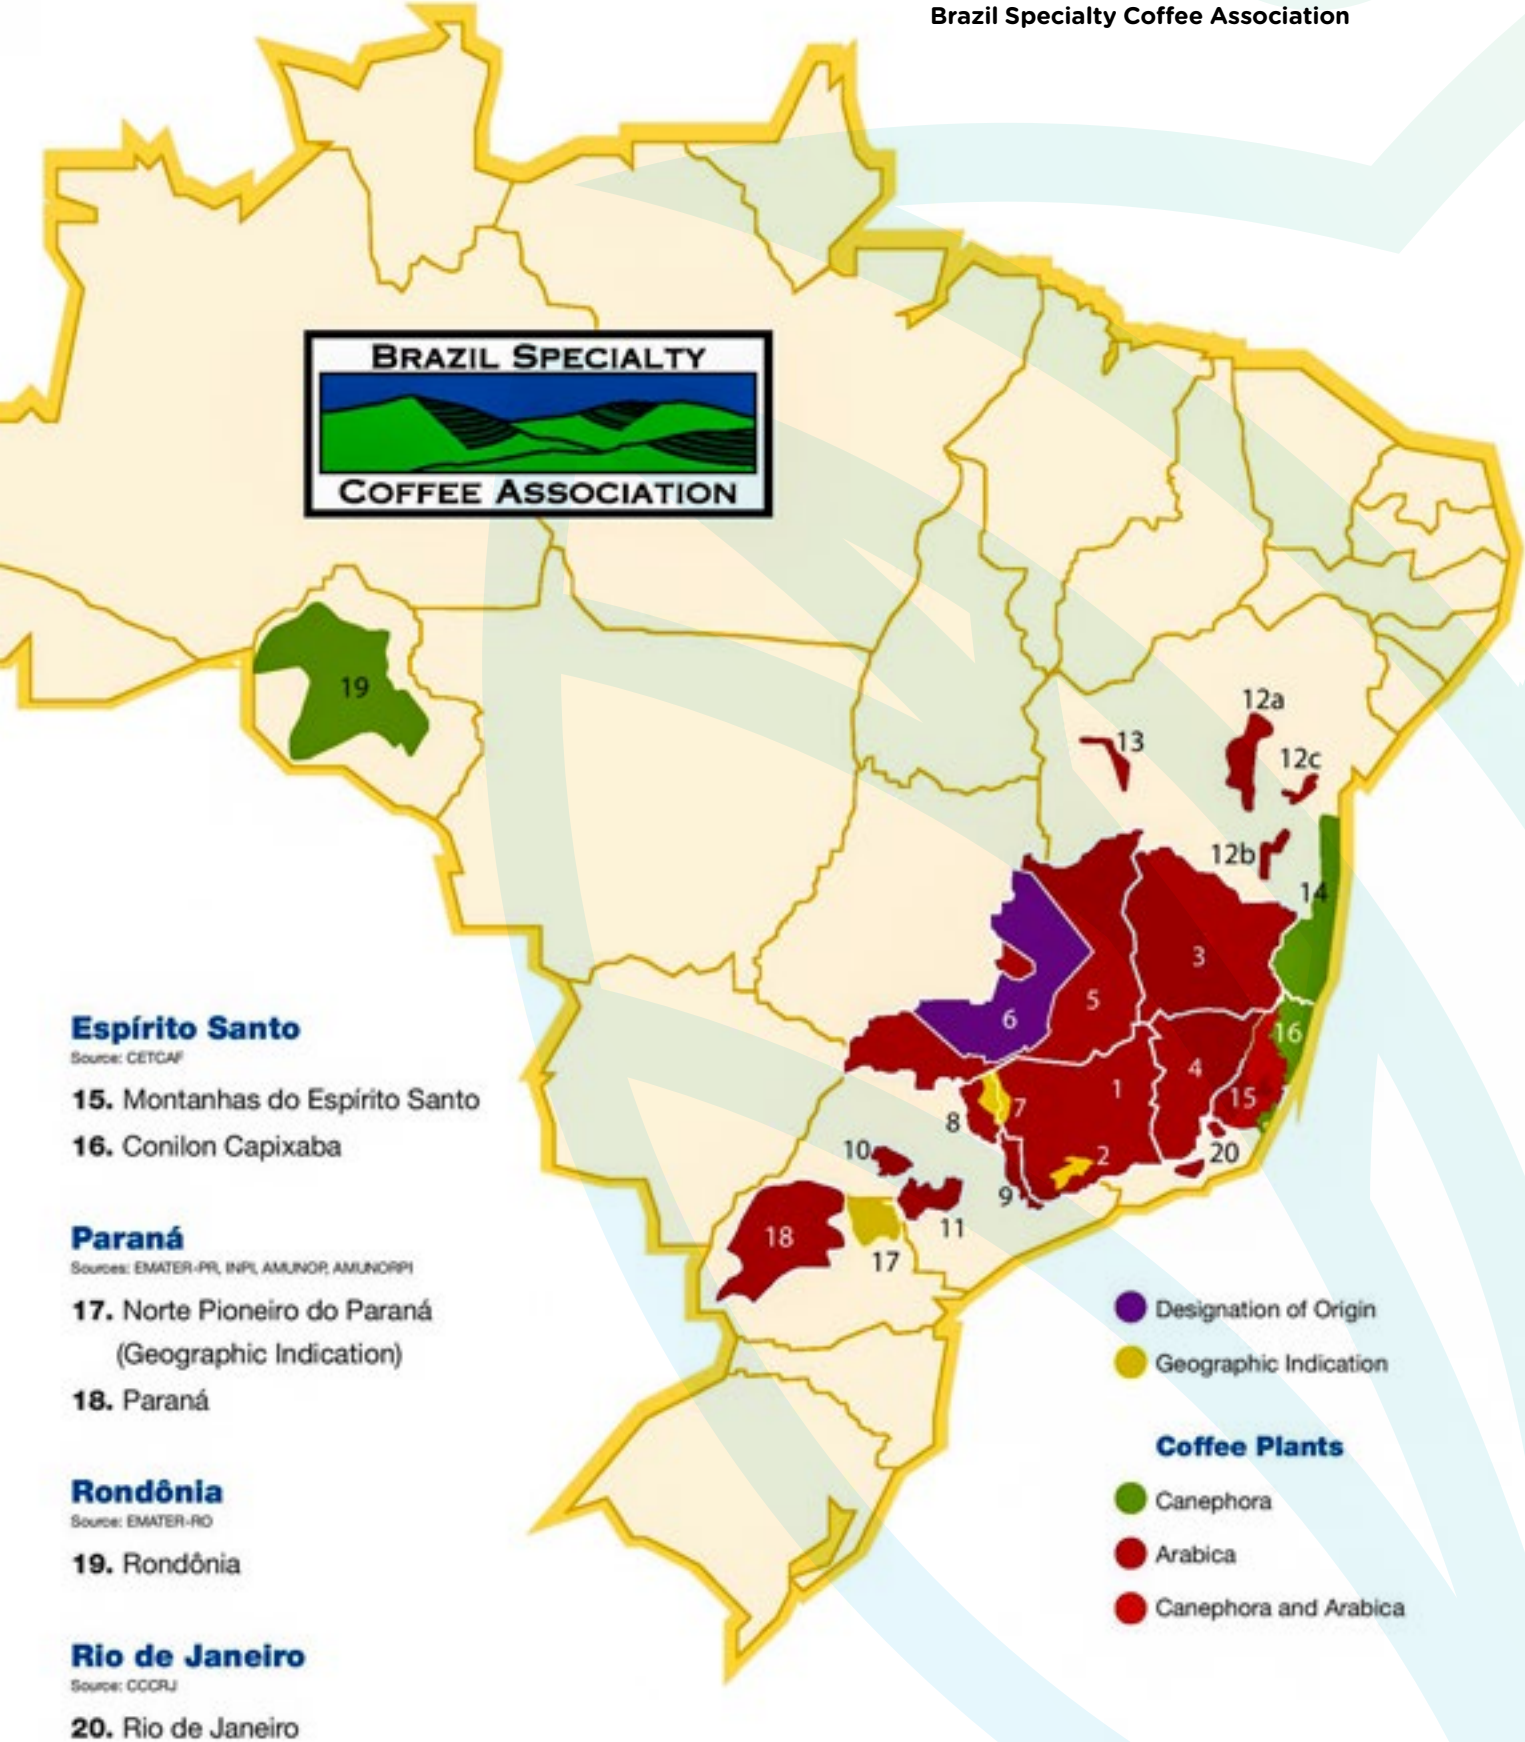 Brazil Specialty Coffee Association
BRAZIL SPECIALTY
COFFEE ASSOCIATION
19
12a
13
12c
12b
14
3
5
6
16
4
1
15
7
8
2
20
10
9
11
18
17
Espírito Santo
Source: CETCAF
15. Montanhas do Espírito Santo
16. Conilon Capixaba
Paraná
Sources: EMATER-PR, INPI, AMUNOP, AMUNORPI
17. Norte Pioneiro do Paraná
(Geographic Indication)
18. Paraná
Rondônia
Source: EMATER-RO
19. Rondônia
Rio de Janeiro
Source: CCCRJ
20. Rio de Janeiro
Designation of Origin
Geographic Indication
Coffee Plants
Canephora
Arabica
Canephora and Arabica